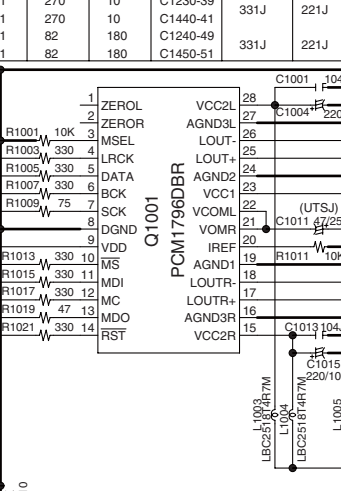 1 270 10 C1230-39 331J 221J
1 270 10 C1440-41
1 82 180 C1240-49 331J 221J
1 82 180 C1450-51
C1001 104
C1004 220
1 ZEROL VCC2L 28
2 ZEROR AGND3L 27
R1001 10K 3 MSEL LOUT- 26
R1003 330 4 LRCK LOUT+ 25
R1005 330 5 DATA AGND2 24
R1007 330 6 BCK VCC1 23
R1009 75 7 SCK VCOML 22
8 DGND VOMR 21 (UTSJ) C1011 47/25
9 VDD IREF 20 R1011 10K
R1013 330 10 MS AGND1 19
R1015 330 11 MDI LOUTR- 18
R1017 330 12 MC LOUTR+ 17
R1019 47 13 MDO AGND3R 16
R1021 330 14 RST VCC2R 15
Q1001
PCM1796DBR
C1013 104J
C1015
220/10
L1003
LBC2518T4R7M
L1004
LBC2518T4R7M
L1005